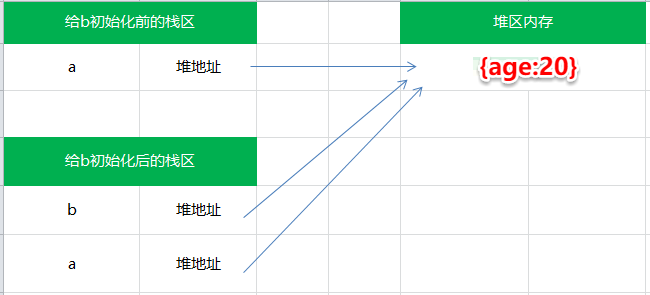 给b初始化前的栈区 堆区内存
a 堆地址 {age:20}
给b初始化后的栈区
b 堆地址
a 堆地址